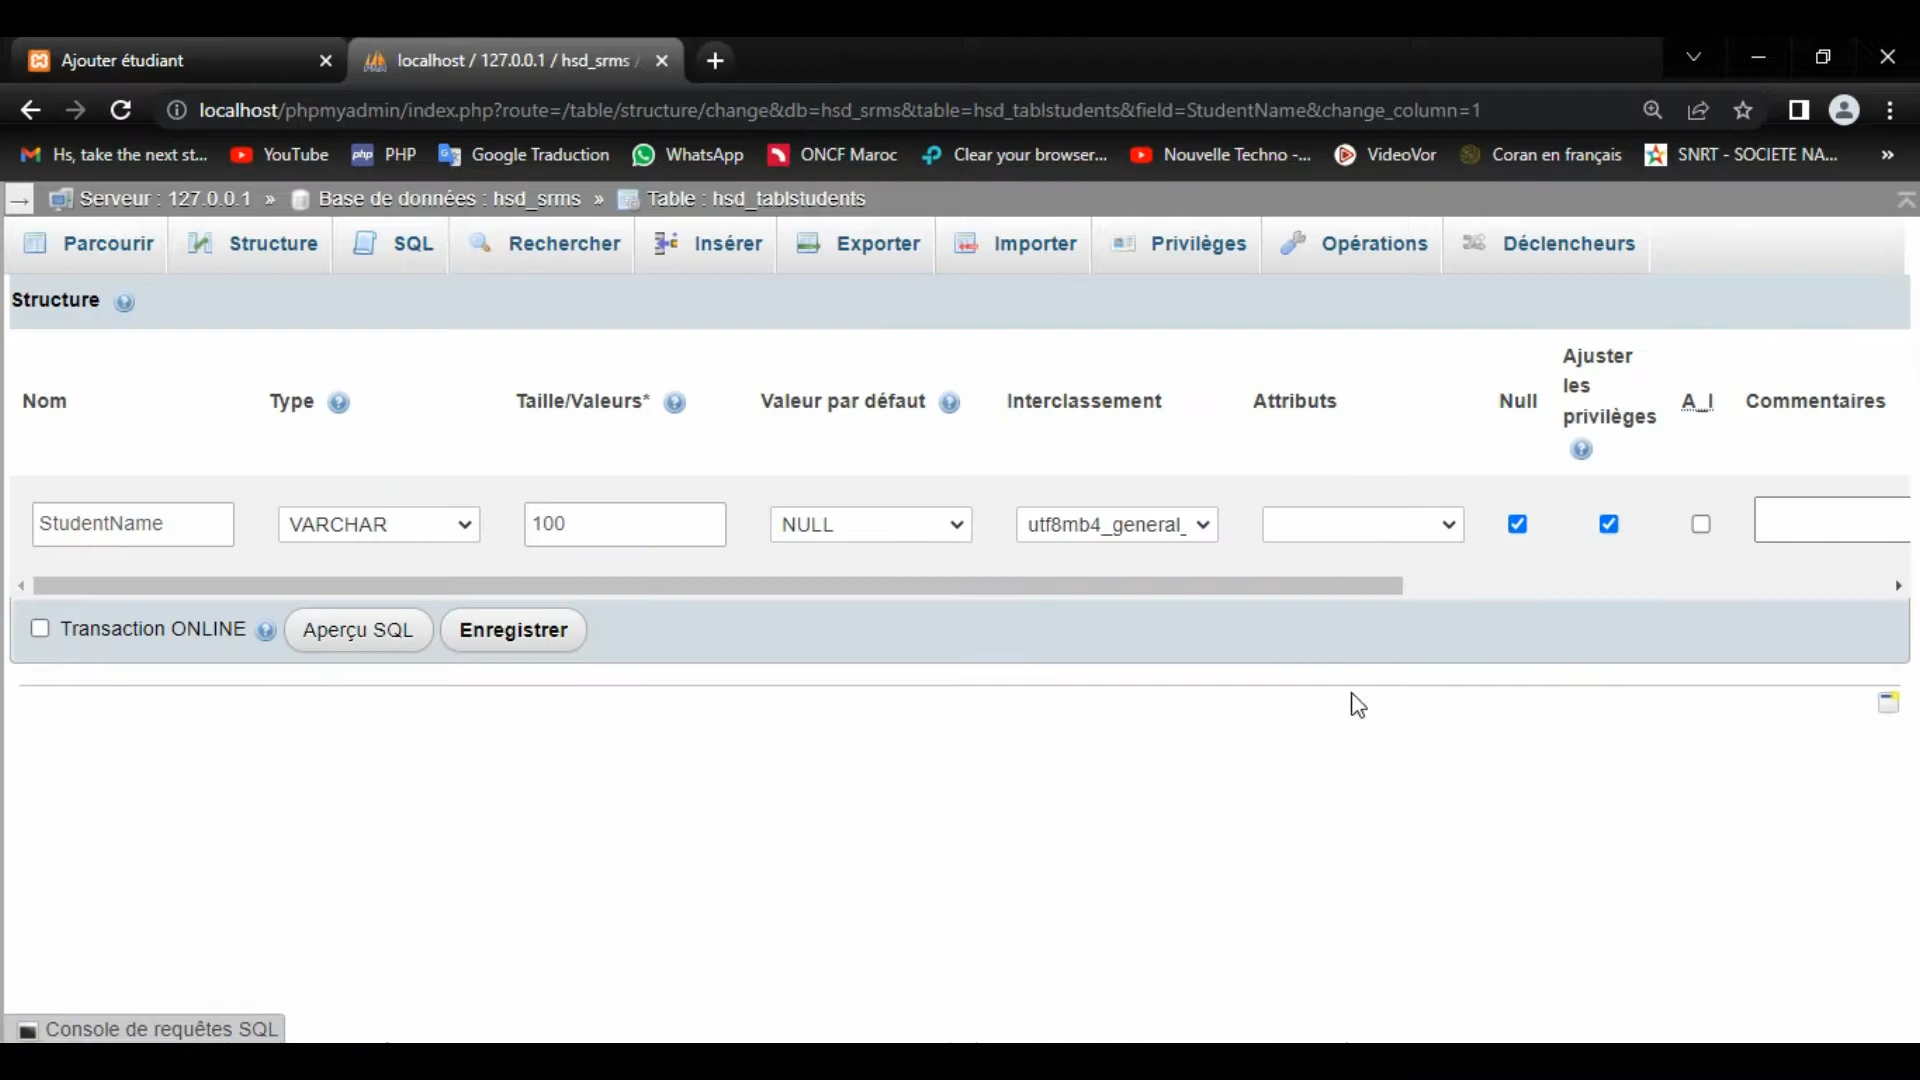 Ajouter étudiant
localhost / 127.0.0.1 / hsd_srms /
localhost/phpmyadmin/index.php?route=/table/structure/change&db=hsd_srms&table=hsd_tablstudents&field=StudentName&change_column=1
Hs, take the next st... YouTube php PHP Google Traduction WhatsApp ONCF Maroc Clear your browser... Nouvelle Techno -... VideoVor Coran en français SNRT - SOCIETE NA... »
Serveur : 127.0.0.1 » Base de données : hsd_srms » Table : hsd_tablstudents
Parcourir Structure SQL Rechercher Insérer Exporter Importer Privilèges Opérations Déclencheurs
Structure
Nom Type Taille/Valeurs* Valeur par défaut Interclassement Attributs Null Ajuster les privilèges A_I Commentaires
StudentName VARCHAR 100 NULL utf8mb4_general_
Transaction ONLINE Aperçu SQL Enregistrer
Console de requêtes SQL